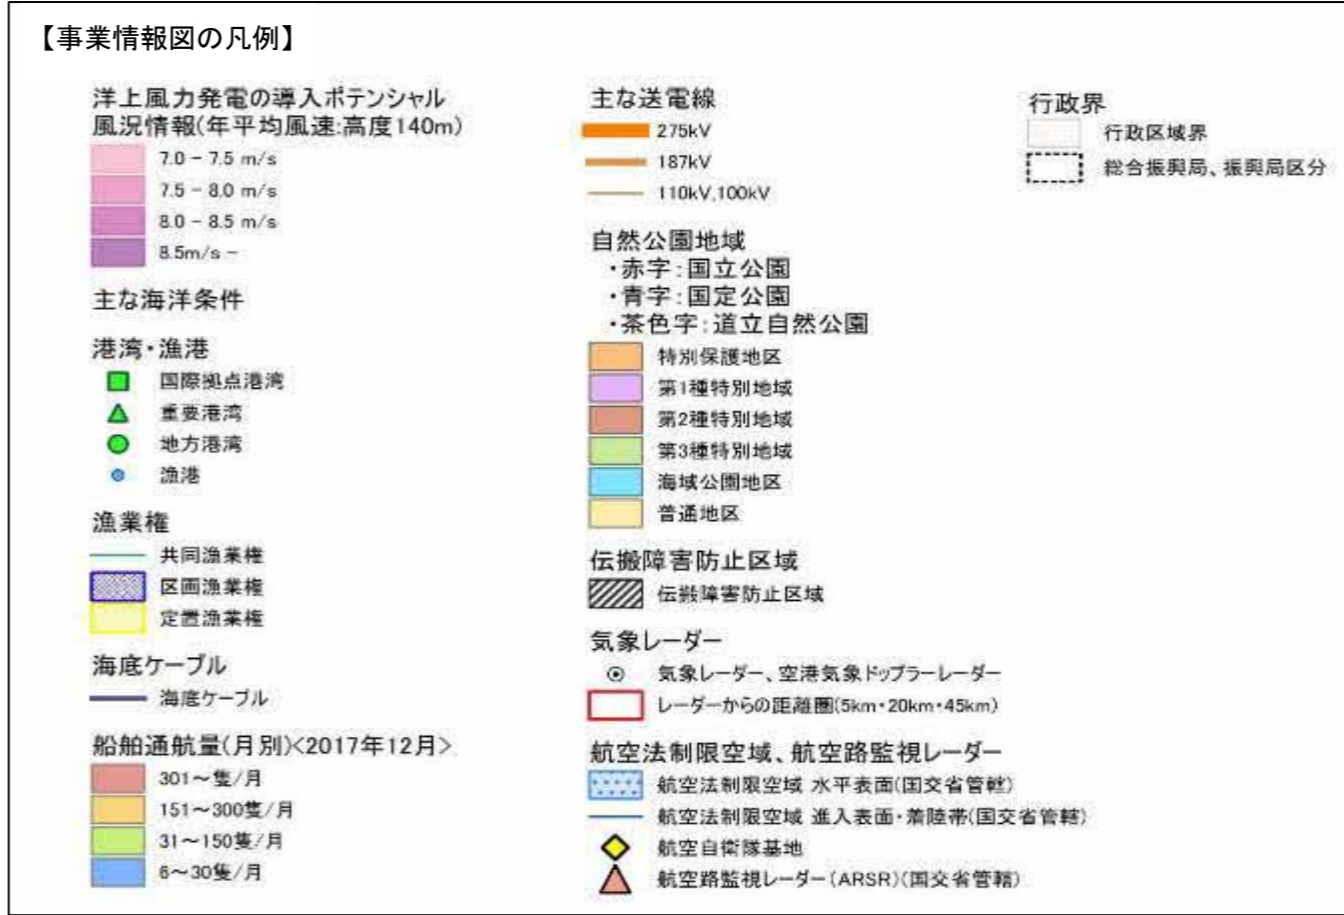 【事業情報図の凡例】
洋上風力発電の導入ポテンシャル
風況情報(年平均風速:高度140m)
7.0 - 7.5 m/s
7.5 - 8.0 m/s
8.0 - 8.5 m/s
8.5m/s -
主な海洋条件
港湾・漁港
国際拠点港湾
重要港湾
地方港湾
漁港
漁業権
共同漁業権
区画漁業権
定置漁業権
海底ケーブル
海底ケーブル
船舶通航量(月別)<2017年12月>
301～隻/月
151～300隻/月
31～150隻/月
6～30隻/月
主な送電線
275kV
187kV
110kV,100kV
自然公園地域
・赤字:国立公園
・青字:国定公園
・茶色字:道立自然公園
特別保護地区
第1種特別地域
第2種特別地域
第3種特別地域
海域公園地区
普通地区
伝搬障害防止区域
伝搬障害防止区域
気象レーダー
気象レーダー、空港気象ドップラーレーダー
レーダーからの距離圏(5km・20km・45km)
航空法制限空域、航空路監視レーダー
航空法制限空域 水平表面(国交省管轄)
航空法制限空域 進入表面・着陸帯(国交省管轄)
航空自衛隊基地
航空路監視レーダー(ARSR)(国交省管轄)
行政界
行政区域界
総合振興局、振興局区分